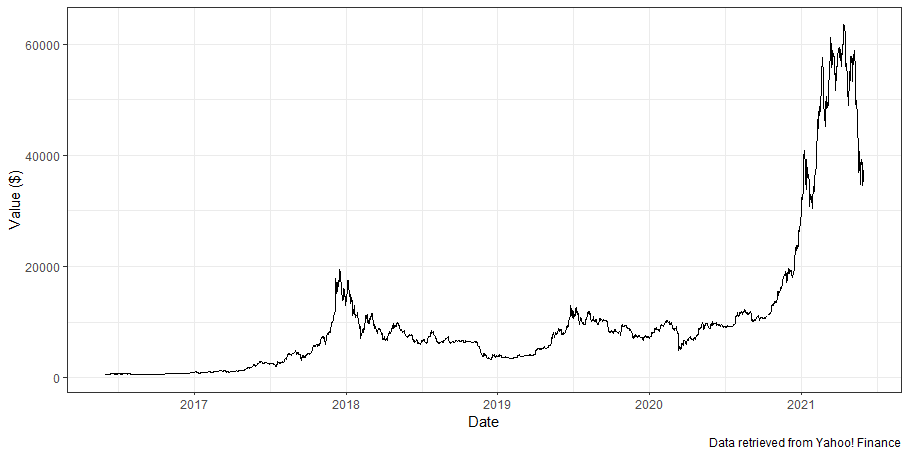 60000
40000
20000
0
Value ($)
2017 2018 2019 2020 2021
Date
Data retrieved from Yahoo! Finance